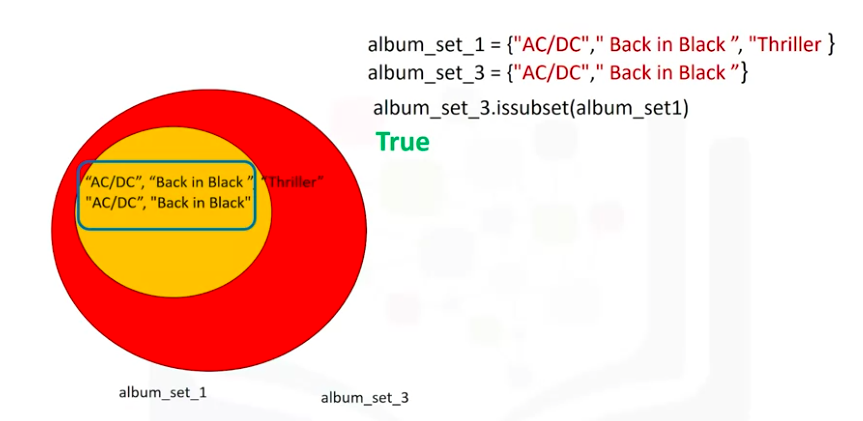 album_set_1 = {"AC/DC"," Back in Black ”, "Thriller }
album_set_3 = {"AC/DC"," Back in Black ”}
album_set_3.issubset(album_set1)
True
“AC/DC”, “Back in Black ”, “Thriller”
"AC/DC”, "Back in Black"
album_set_1
album_set_3